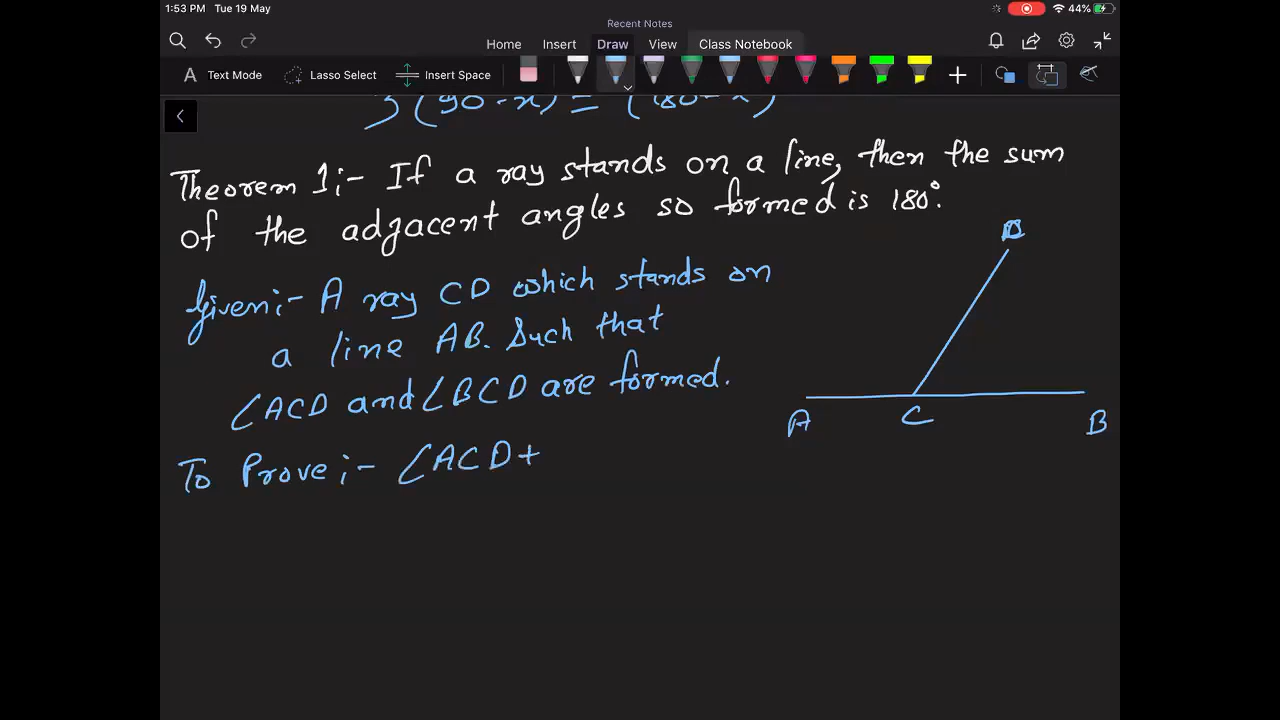 1:53 PM Tue 19 May
44%
Recent Notes
Home Insert Draw View Class Notebook
Text Mode Lasso Select Insert Space
3(90-x) = (180-x)
Theorem 1;- If a ray stands on a line, then the sum
of the adjacent angles so formed is 180°.
Given;- A ray CD which stands on
a line AB. Such that
∠ACD and ∠BCD are formed.
To Prove;- ∠ACD+
D
A C B